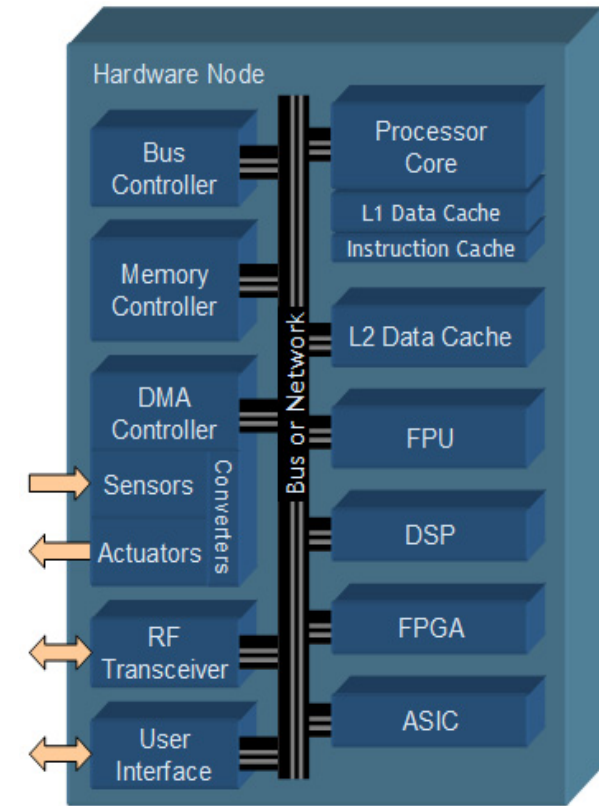 Hardware Node
Bus
Controller
Memory
Controller
DMA
Controller
Sensors
Actuators
Converters
RF
Transceiver
User
Interface
Bus or Network
Processor
Core
L1 Data Cache
Instruction Cache
L2 Data Cache
FPU
DSP
FPGA
ASIC